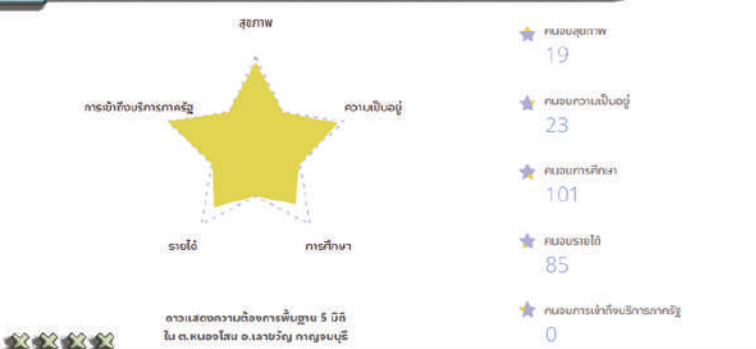 สุขภาพ
การเข้าถึงบริการภาครัฐ
ความเป็นอยู่
รายได้
การศึกษา
ดาวแสดงความต้องการพื้นฐาน 5 มิติ
ใน ต.หนองโสน อ.เลาขวัญ กาญจนบุรี
คนจนสุขภาพ
19
คนจนความเป็นอยู่
23
คนจนการศึกษา
101
คนจนรายได้
85
คนจนการเข้าถึงบริการภาครัฐ
0